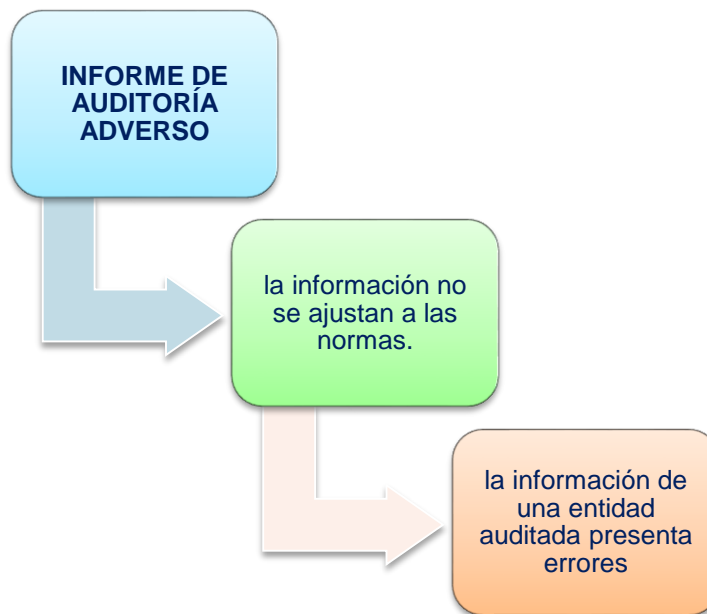 INFORME DE
AUDITORÍA
ADVERSO
la información no
se ajustan a las
normas.
la información de
una entidad
auditada presenta
errores